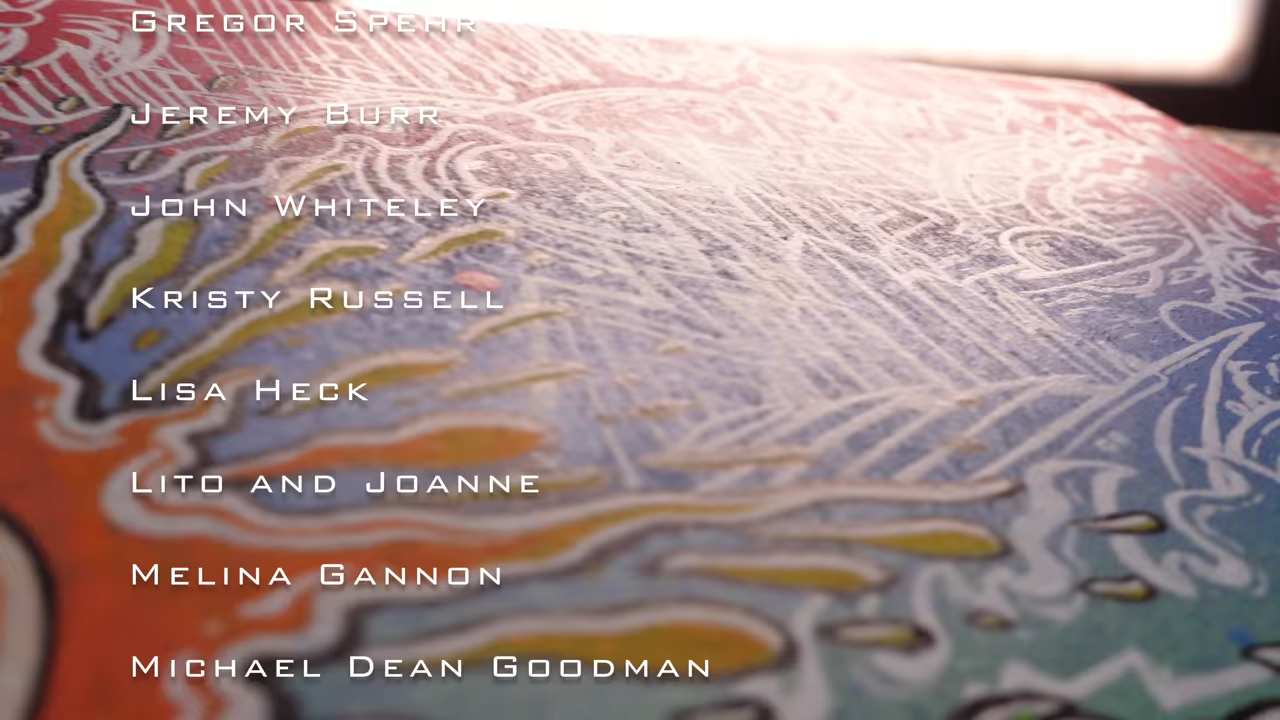 Gregor Spehr
Jeremy Burr
John Whiteley
Kristy Russell
Lisa Heck
Lito and Joanne
Melina Gannon
Michael Dean Goodman